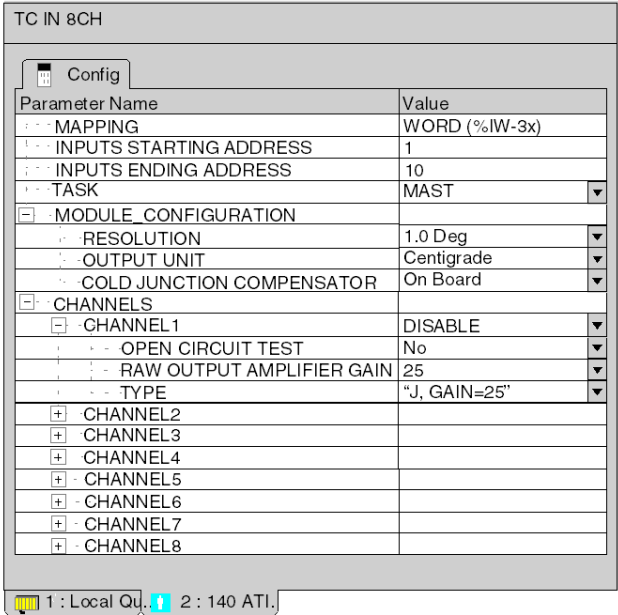 TC IN 8CH
Config
Parameter Name Value
MAPPING WORD (%IW-3x)
INPUTS STARTING ADDRESS 1
INPUTS ENDING ADDRESS 10
TASK MAST
MODULE_CONFIGURATION
RESOLUTION 1.0 Deg
OUTPUT UNIT Centigrade
COLD JUNCTION COMPENSATOR On Board
CHANNELS
CHANNEL1 DISABLE
OPEN CIRCUIT TEST No
RAW OUTPUT AMPLIFIER GAIN 25
TYPE “J, GAIN=25”
CHANNEL2
CHANNEL3
CHANNEL4
CHANNEL5
CHANNEL6
CHANNEL7
CHANNEL8
1 : Local Qu.. 2 : 140 ATI.